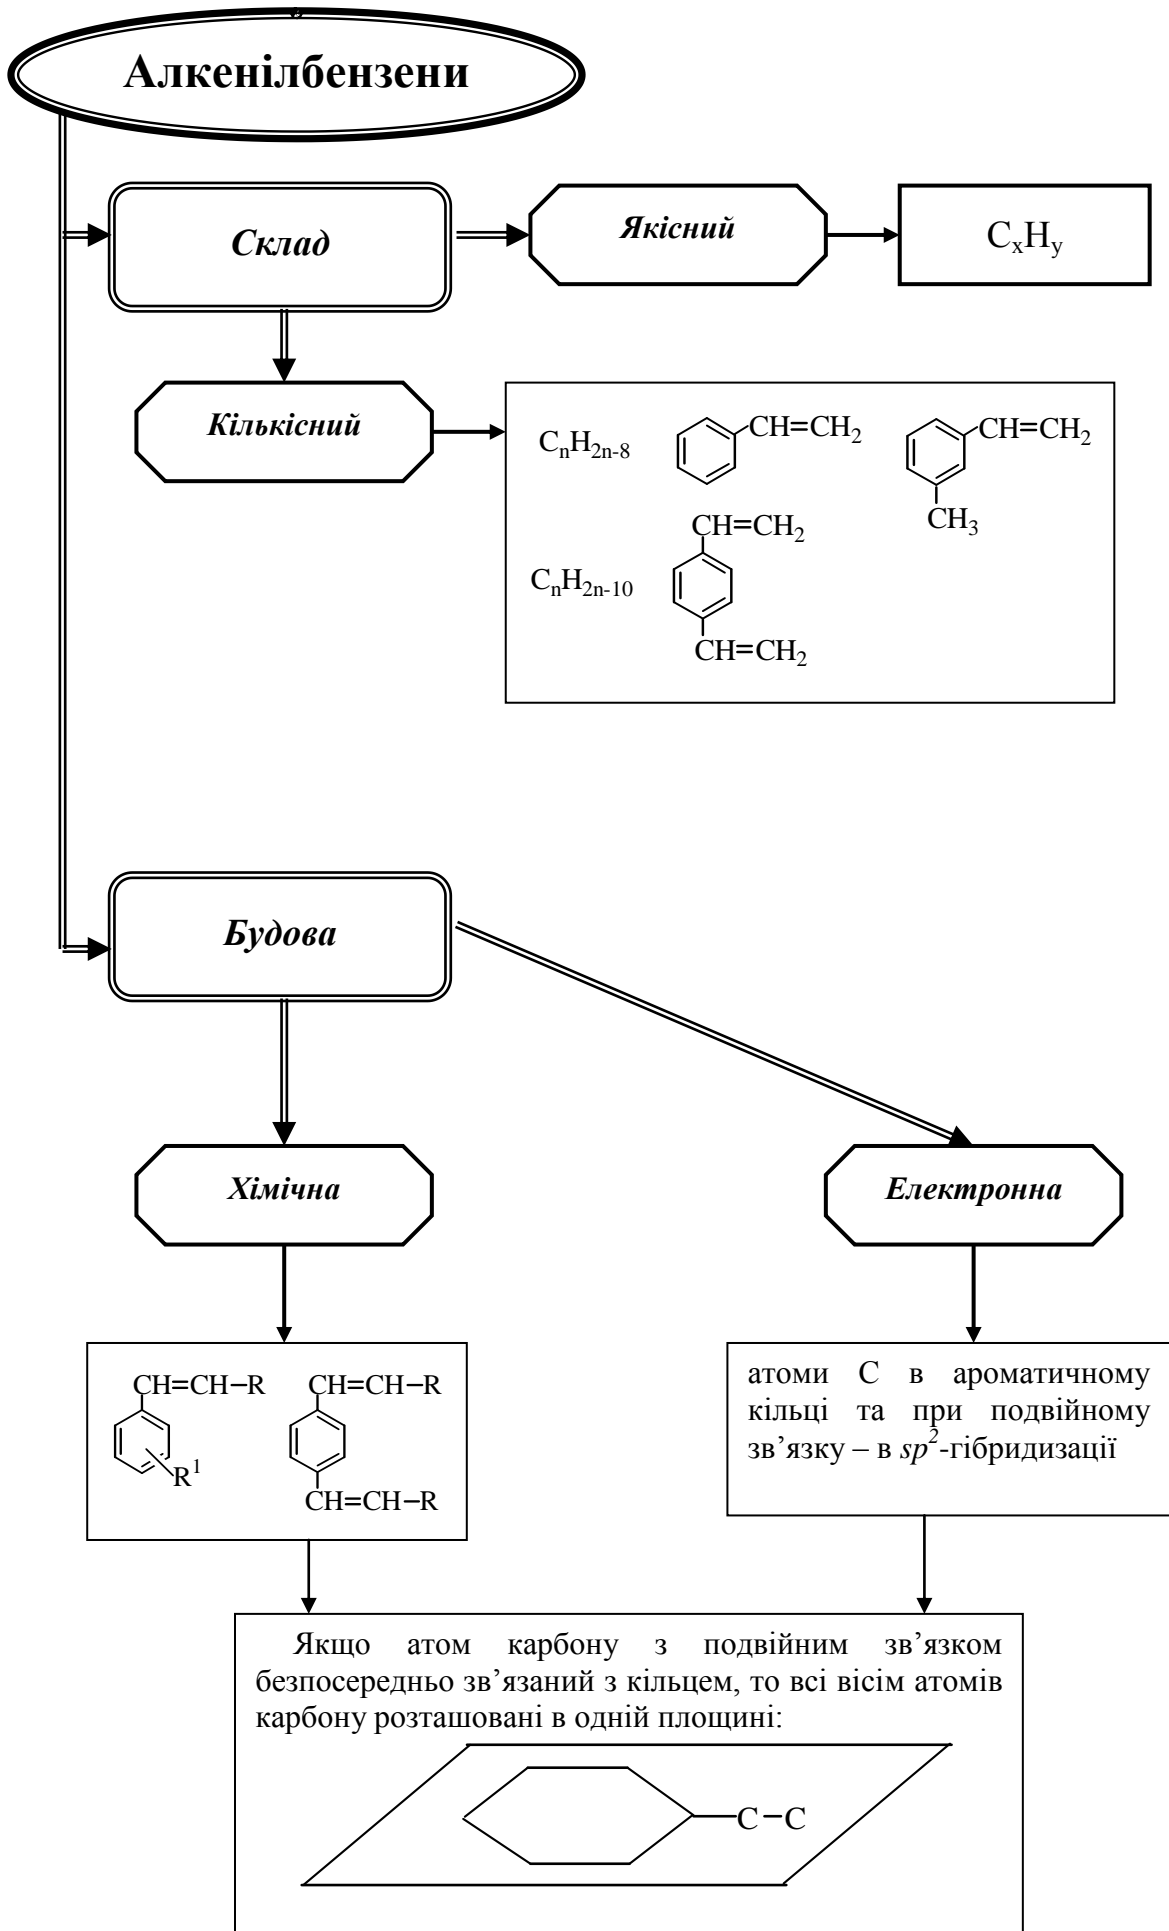 Алкенілбензени
Склад
Якісний
CxHy
Кількісний
CnH2n-8
CH=CH2
CH=CH2
CH3
CH=CH2
CnH2n-10
CH=CH2
Будова
Хімічна
Електронна
CH=CH–R
R1
CH=CH–R
CH=CH–R
атоми С в ароматичному
кільці та при подвійному
зв’язку – в sp2-гібридизації
Якщо атом карбону з подвійним зв’язком
безпосередньо зв’язаний з кільцем, то всі вісім атомів
карбону розташовані в одній площині:
C–C